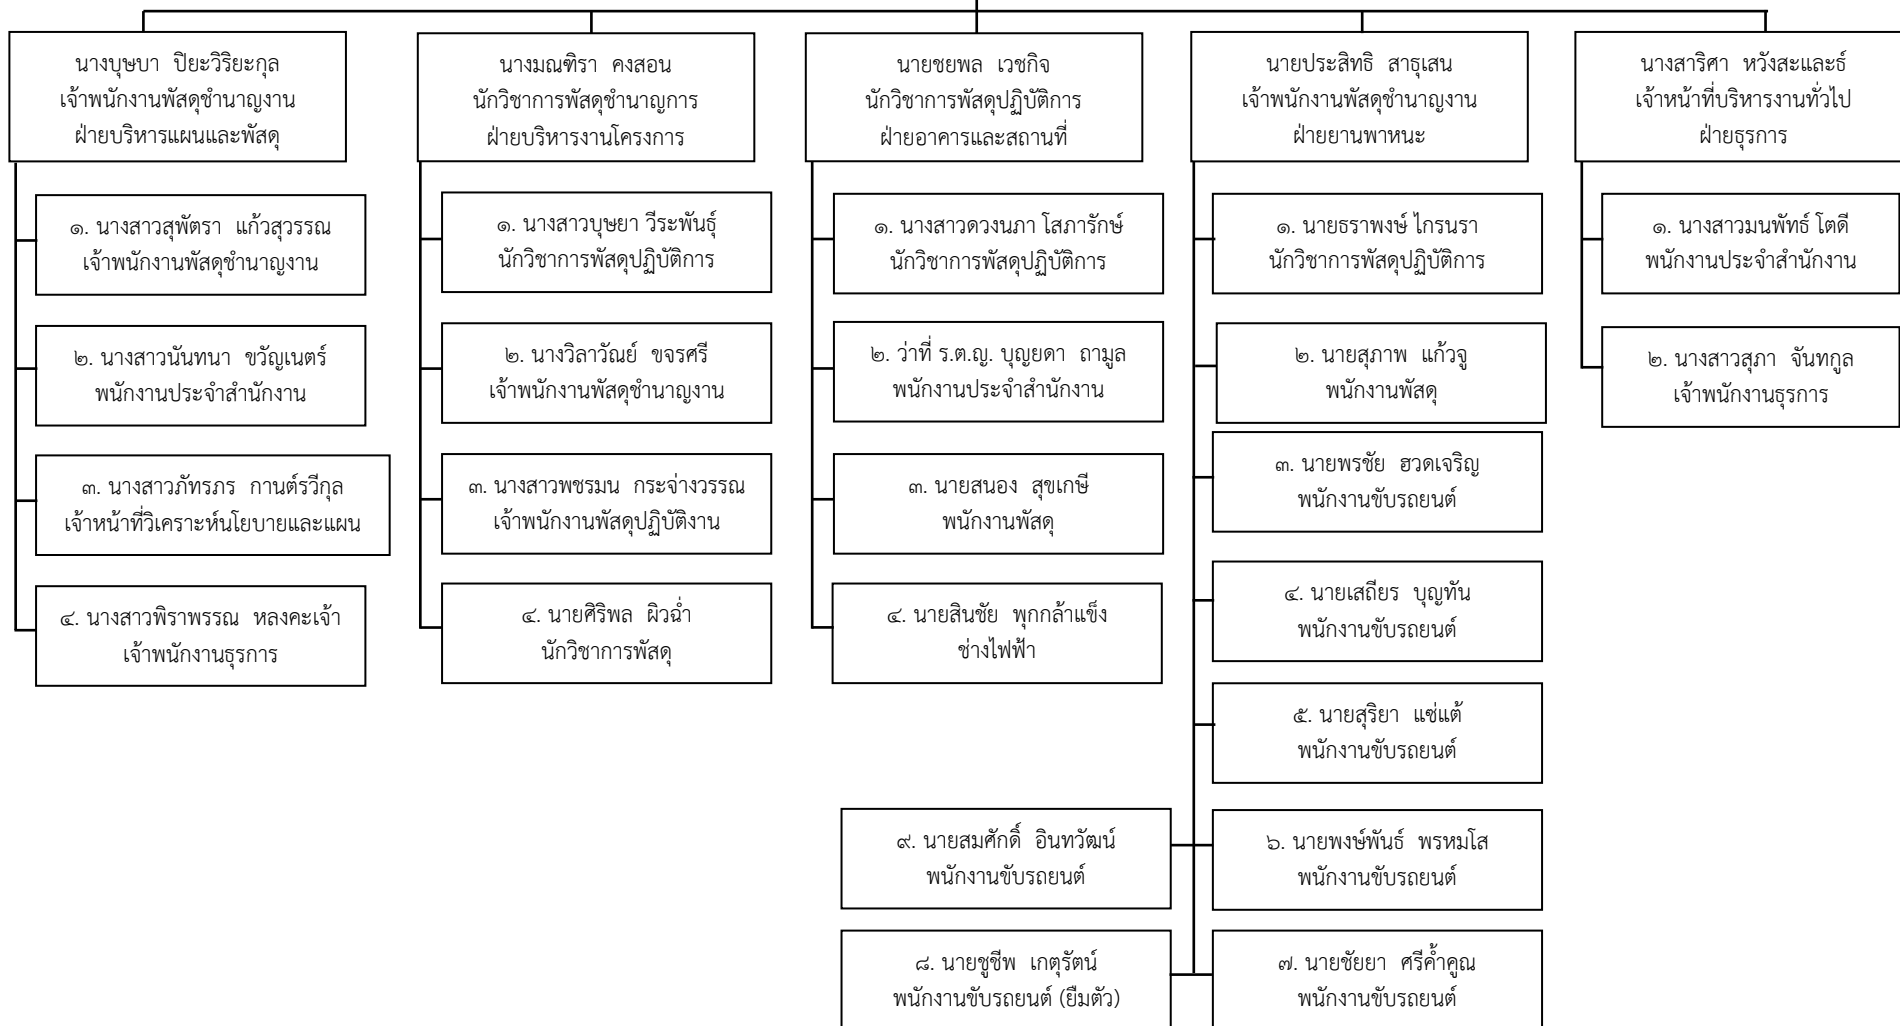 นางบุษบา ปิยะวิริยะกุล
เจ้าพนักงานพัสดุชำนาญงาน
ฝ่ายบริหารแผนและพัสดุ
๑. นางสาวสุพัตรา แก้วสุวรรณ
เจ้าพนักงานพัสดุชำนาญงาน
๒. นางสาวนันทนา ขวัญเนตร์
พนักงานประจำสำนักงาน
๓. นางสาวภัทรภร กานต์รวีกุล
เจ้าหน้าที่วิเคราะห์นโยบายและแผน
๔. นางสาวพิราพรรณ หลงคะเจ้า
เจ้าพนักงานธุรการ
นางมณฑิรา คงสอน
นักวิชาการพัสดุชำนาญการ
ฝ่ายบริหารงานโครงการ
๑. นางสาวบุษยา วีระพันธุ์
นักวิชาการพัสดุปฏิบัติการ
๒. นางวิลาวัณย์ ขจรศรี
เจ้าพนักงานพัสดุชำนาญงาน
๓. นางสาวพชรมน กระจ่างวรรณ
เจ้าพนักงานพัสดุปฏิบัติงาน
๔. นายศิริพล ผิวฉ่ำ
นักวิชาการพัสดุ
นายชยพล เวชกิจ
นักวิชาการพัสดุปฏิบัติการ
ฝ่ายอาคารและสถานที่
๑. นางสาวดวงนภา โสภารักษ์
นักวิชาการพัสดุปฏิบัติการ
๒. ว่าที่ ร.ต.ญ. บุญยดา ถามูล
พนักงานประจำสำนักงาน
๓. นายสนอง สุขเกษี
พนักงานพัสดุ
๔. นายสินชัย พุกกล้าแข็ง
ช่างไฟฟ้า
นายประสิทธิ สาธุเสน
เจ้าพนักงานพัสดุชำนาญงาน
ฝ่ายยานพาหนะ
๑. นายธราพงษ์ ไกรนรา
นักวิชาการพัสดุปฏิบัติการ
๒. นายสุภาพ แก้วจู
พนักงานพัสดุ
๓. นายพรชัย ฮวดเจริญ
พนักงานขับรถยนต์
๔. นายเสถียร บุญทัน
พนักงานขับรถยนต์
๕. นายสุริยา แซ่แต้
พนักงานขับรถยนต์
๖. นายพงษ์พันธ์ พรหมโส
พนักงานขับรถยนต์
๗. นายชัยยา ศรีค้ำคูณ
พนักงานขับรถยนต์
๘. นายชูชีพ เกตุรัตน์
พนักงานขับรถยนต์ (ยืมตัว)
๙. นายสมศักดิ์ อินทวัฒน์
พนักงานขับรถยนต์
นางสาริศา หวังสะและธ์
เจ้าหน้าที่บริหารงานทั่วไป
ฝ่ายธุรการ
๑. นางสาวมนพัทธ์ โตดี
พนักงานประจำสำนักงาน
๒. นางสาวสุภา จันทกูล
เจ้าพนักงานธุรการ